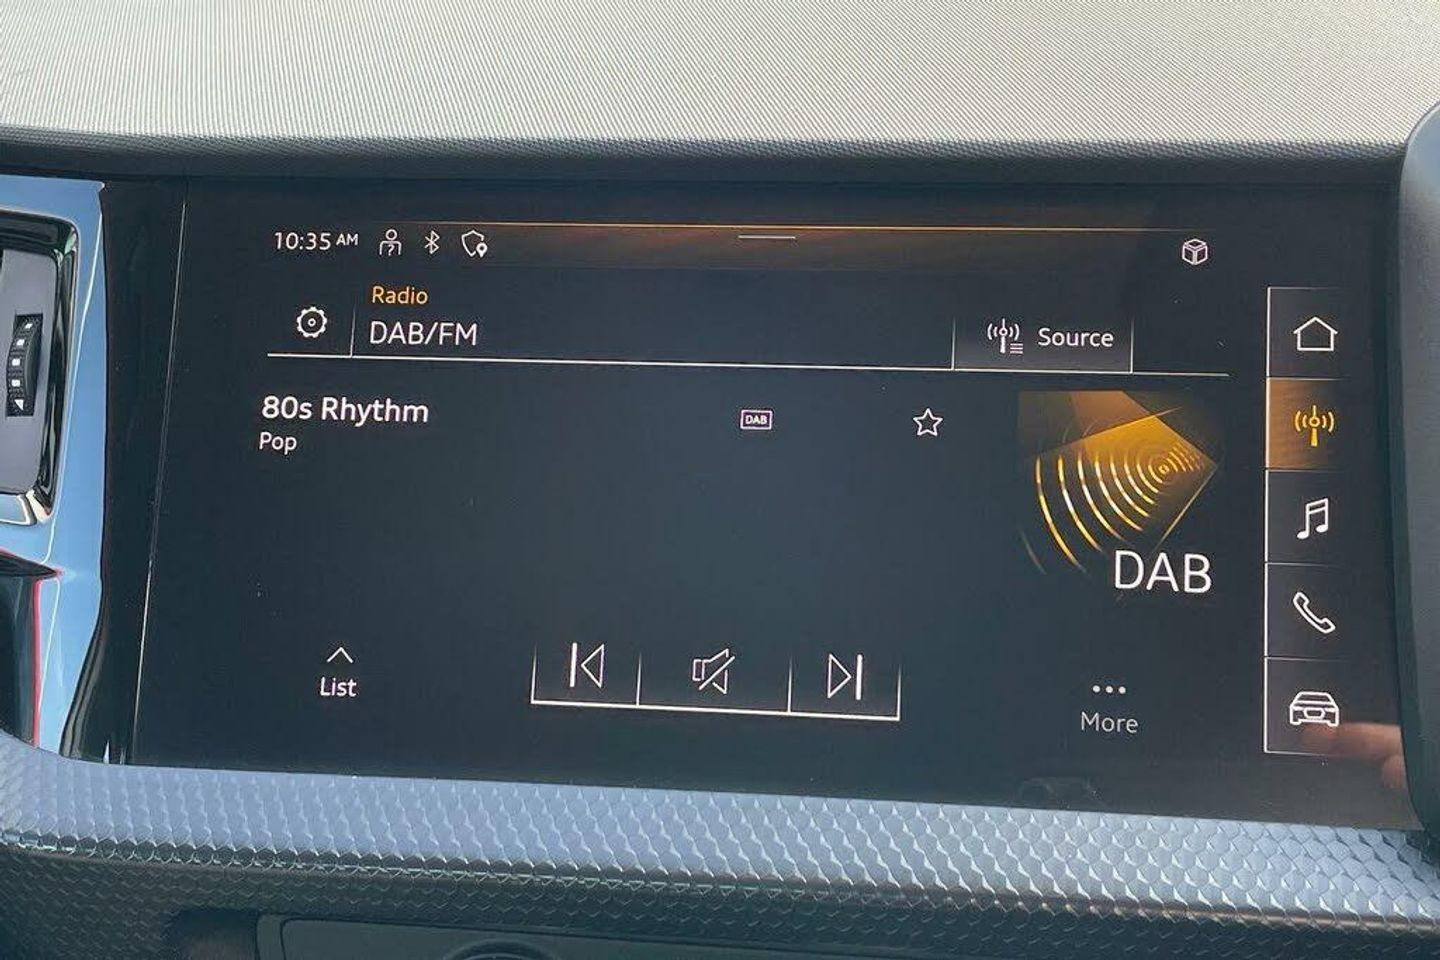 10:35 AM
Radio
DAB/FM
Source
80s Rhythm
DAB
Pop
DAB
List
More